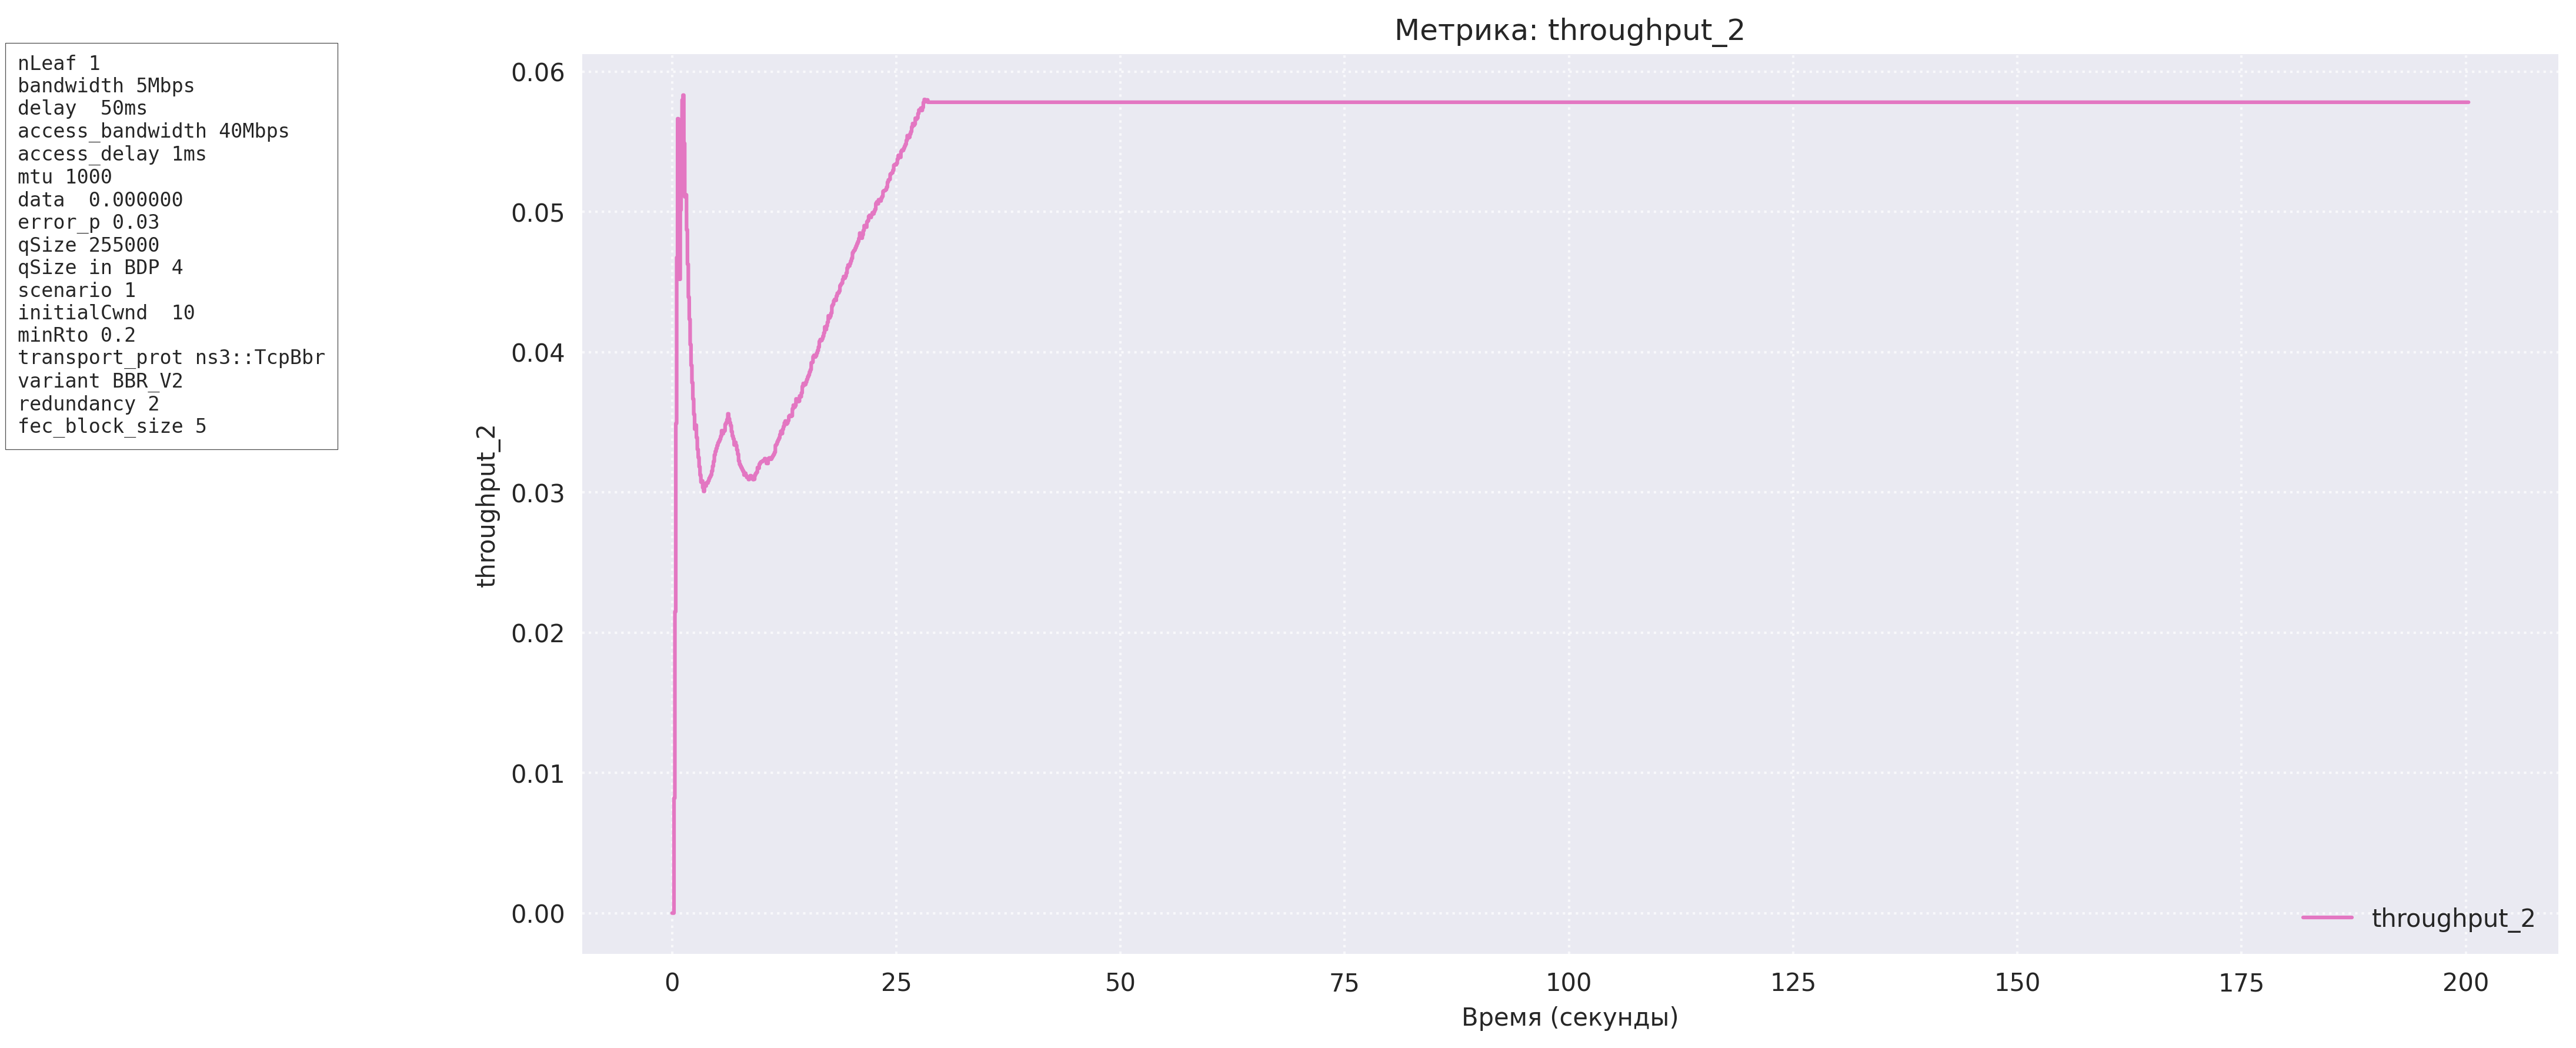 Метрика: throughput_2
nLeaf 1
bandwidth 5Mbps
delay  50ms
access_bandwidth 40Mbps
access_delay 1ms
mtu 1000
data  0.000000
error_p 0.03
qSize 255000
qSize in BDP 4
scenario 1
initialCwnd  10
minRto 0.2
transport_prot ns3::TcpBbr
variant BBR_V2
redundancy 2
fec_block_size 5
throughput_2
0.06
0.05
0.04
0.03
0.02
0.01
0.00
throughput_2
0 25 50 75 100 125 150 175 200
Время (секунды)